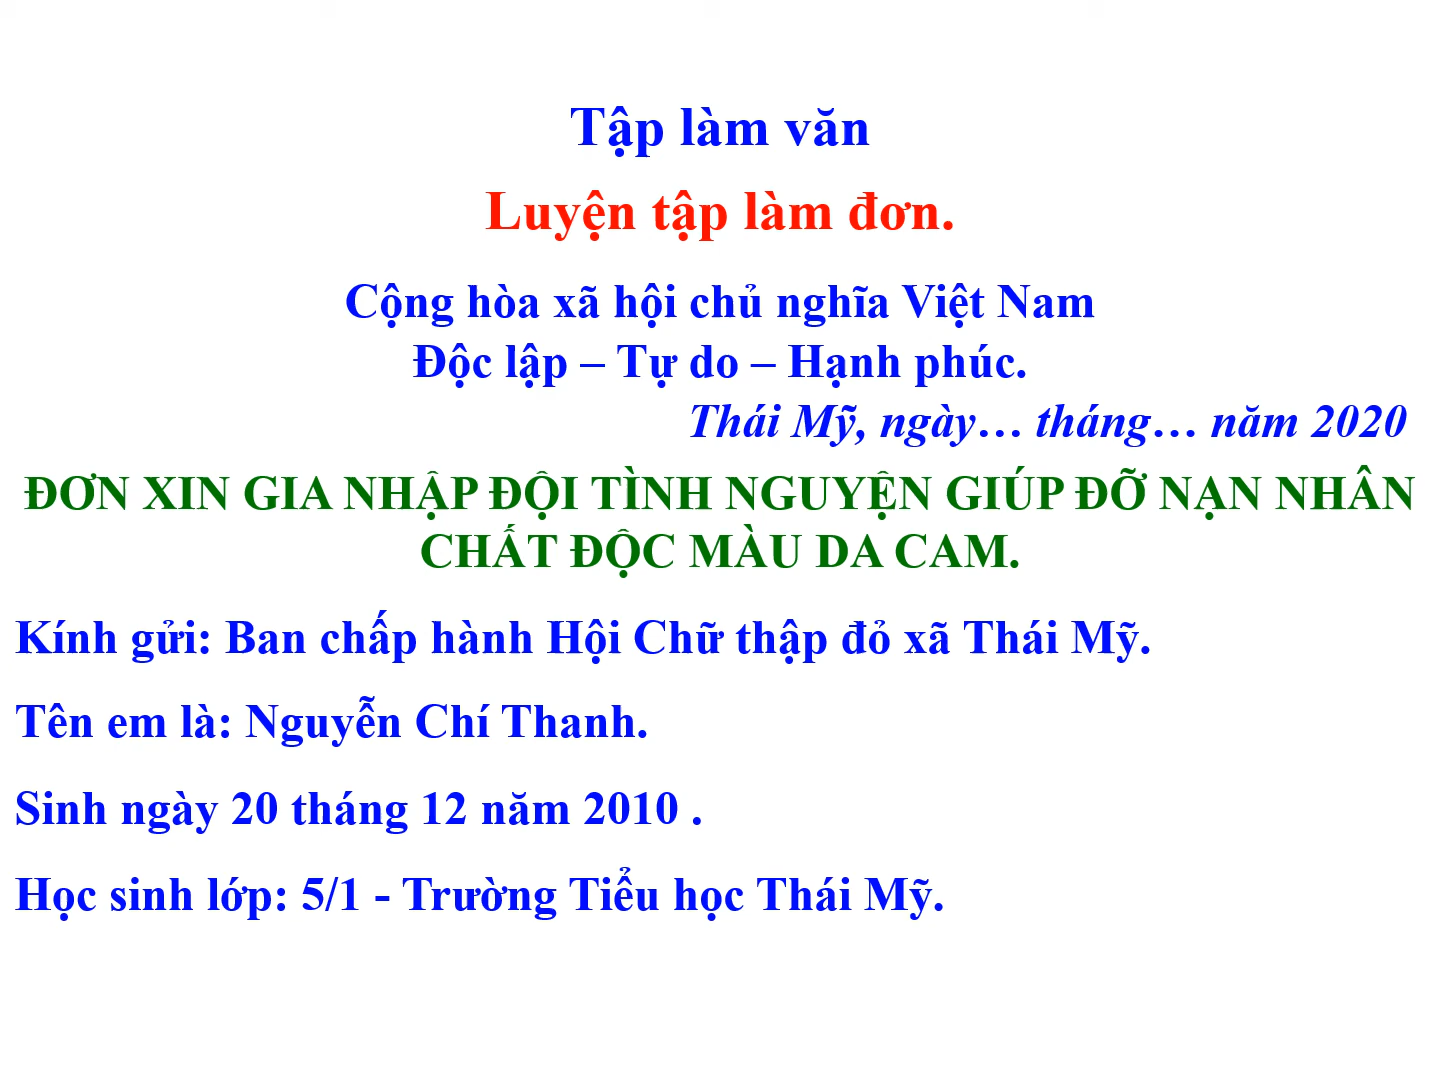 Tập làm văn
Luyện tập làm đơn.
Cộng hòa xã hội chủ nghĩa Việt Nam
Độc lập – Tự do – Hạnh phúc.
Thái Mỹ, ngày… tháng… năm 2020
ĐƠN XIN GIA NHẬP ĐỘI TÌNH NGUYỆN GIÚP ĐỠ NẠN NHÂN
CHẤT ĐỘC MÀU DA CAM.
Kính gửi: Ban chấp hành Hội Chữ thập đỏ xã Thái Mỹ.
Tên em là: Nguyễn Chí Thanh.
Sinh ngày 20 tháng 12 năm 2010 .
Học sinh lớp: 5/1 - Trường Tiểu học Thái Mỹ.